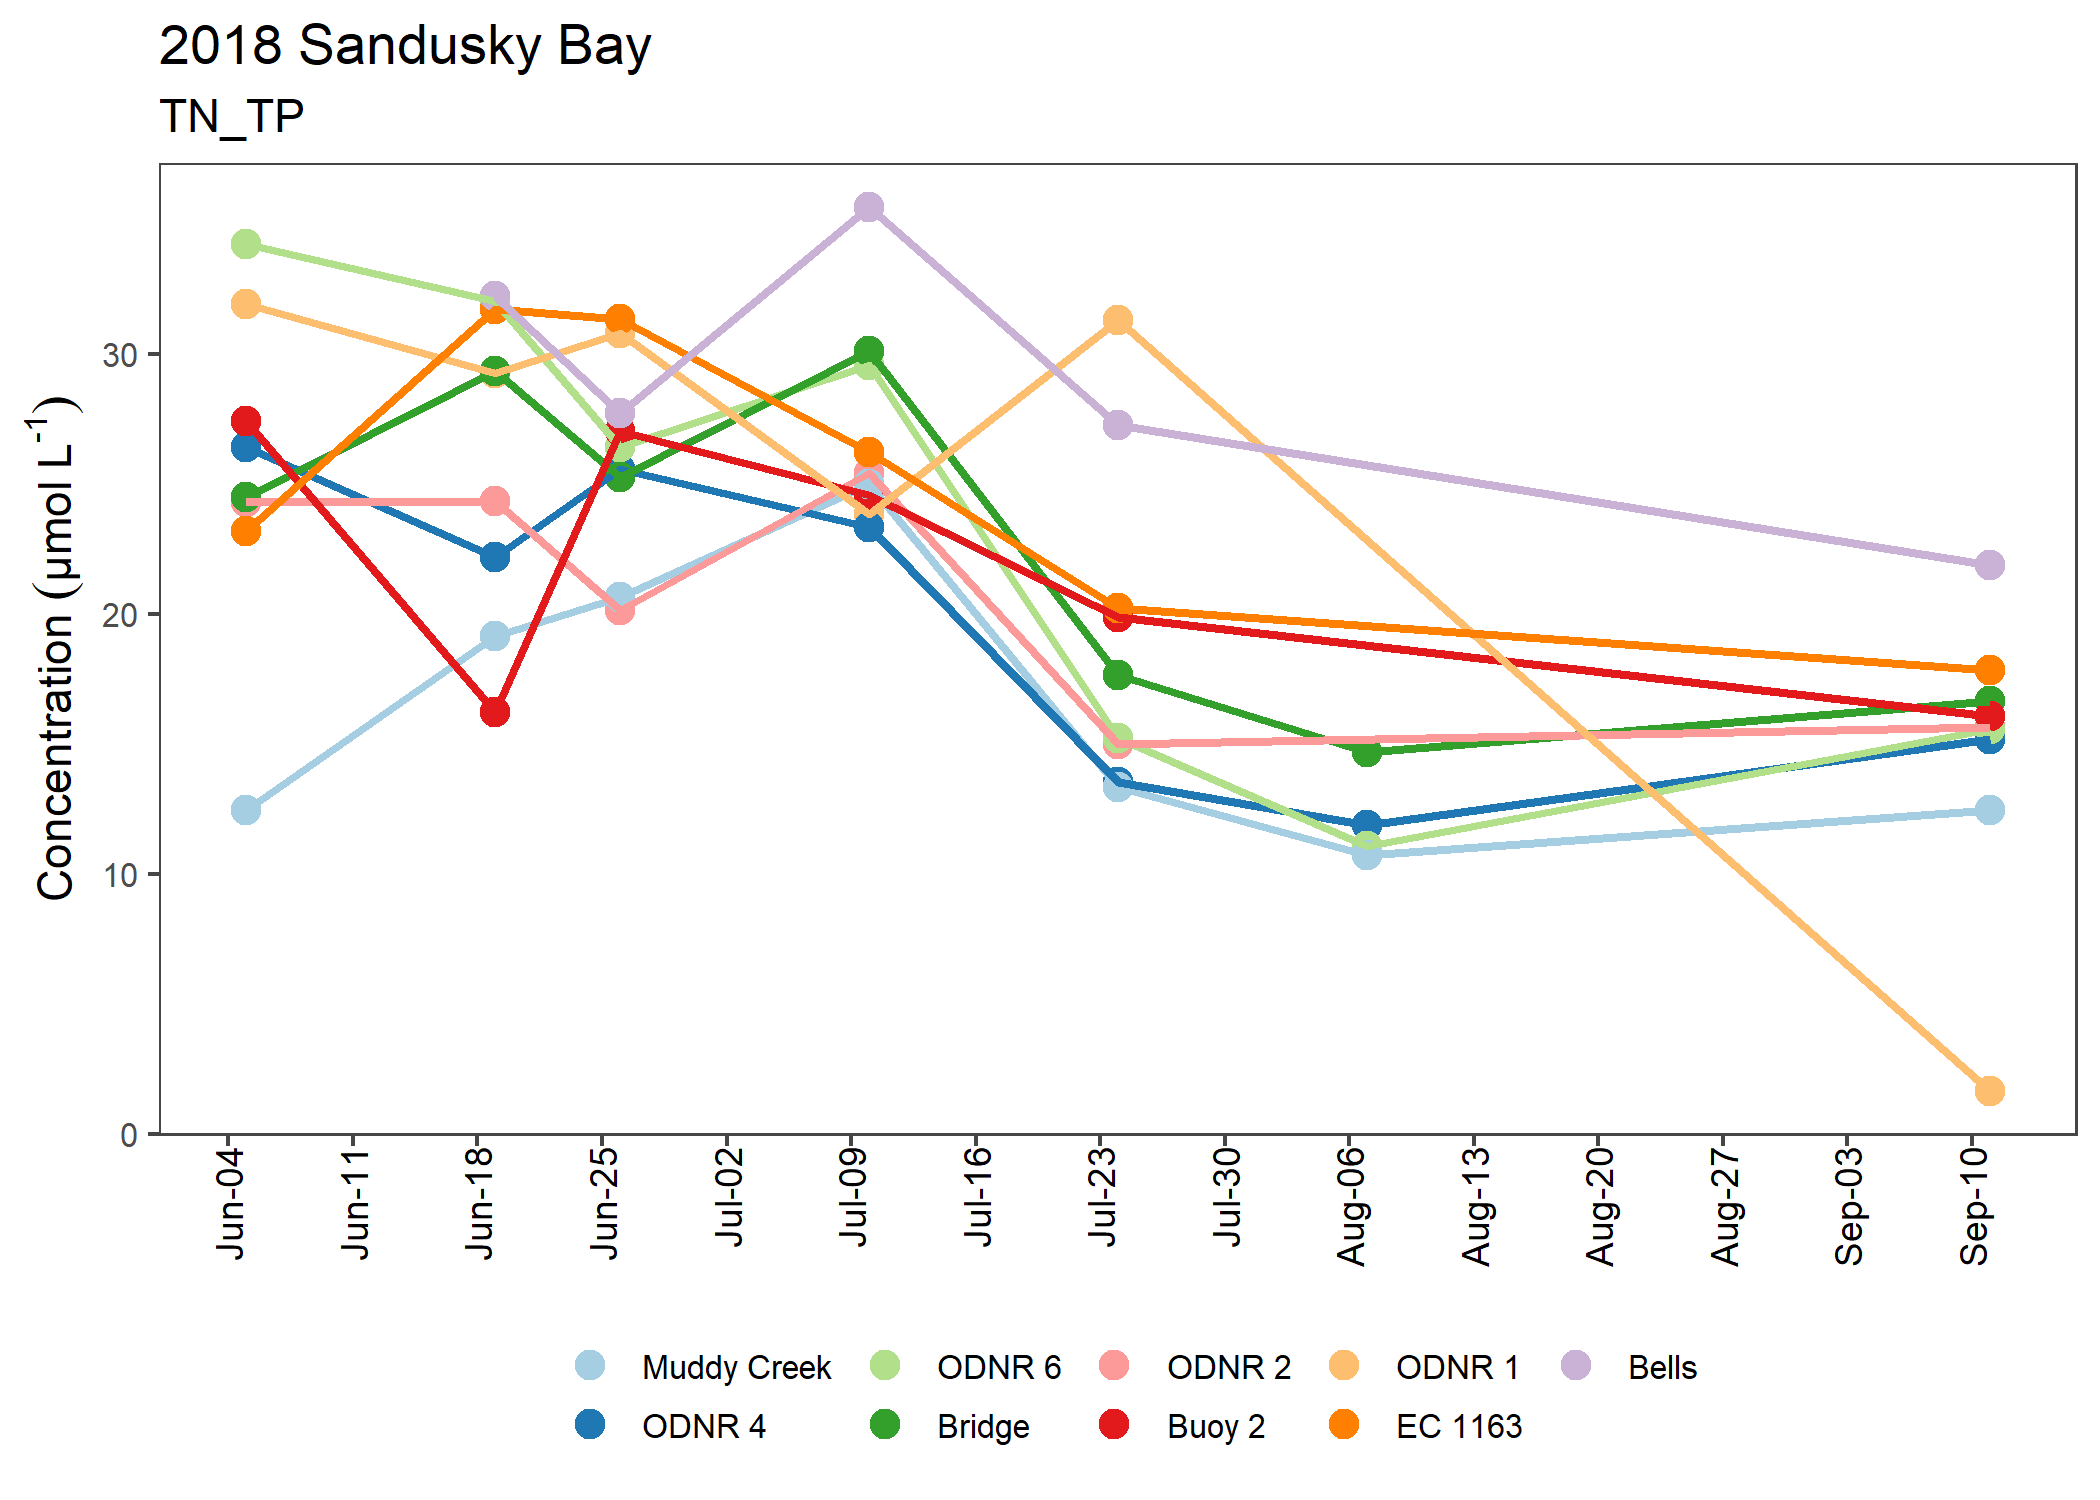 2018 Sandusky Bay
TN_TP
Concentration (µmol L⁻¹)
30
20
10
0
Jun-04
Jun-11
Jun-18
Jun-25
Jul-02
Jul-09
Jul-16
Jul-23
Jul-30
Aug-06
Aug-13
Aug-20
Aug-27
Sep-03
Sep-10
Muddy Creek ODNR 6 ODNR 2 ODNR 1 Bells
ODNR 4 Bridge Buoy 2 EC 1163